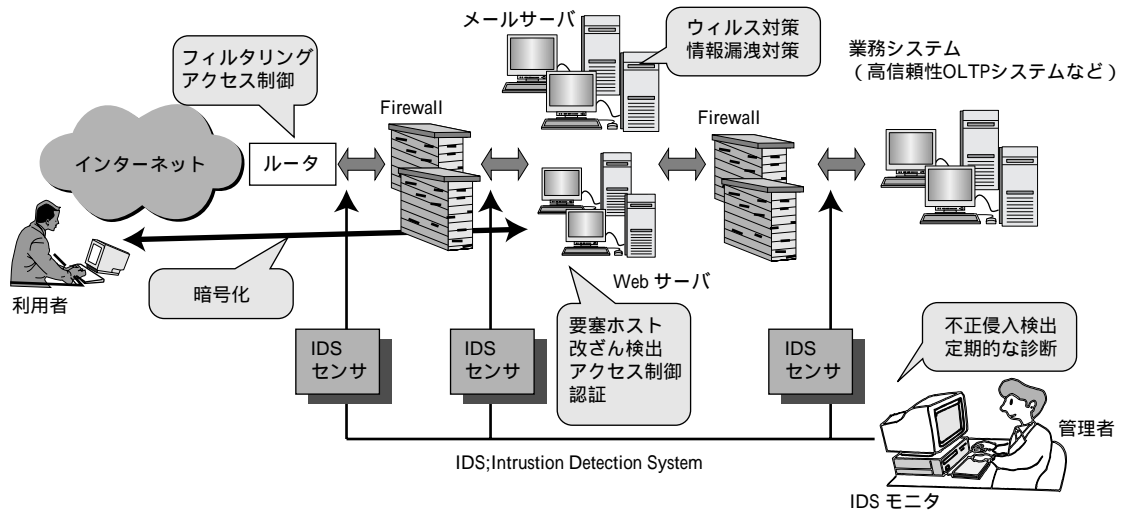 メールサーバ
ウィルス対策
情報漏洩対策
業務システム
(高信頼性OLTPシステムなど)
フィルタリング
アクセス制御
Firewall
Firewall
インターネット
ルータ
利用者
暗号化
Web サーバ
要塞ホスト
改ざん検出
アクセス制御
認証
IDS
センサ
IDS
センサ
IDS
センサ
不正侵入検出
定期的な診断
管理者
IDS;Intrustion Detection System
IDS モニタ